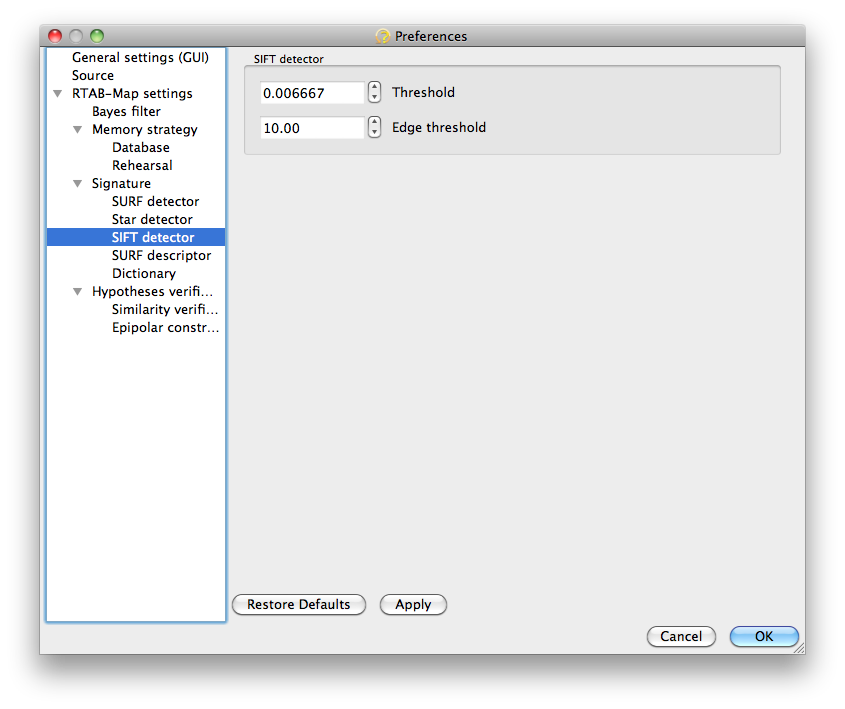 Preferences
General settings (GUI)
Source
RTAB-Map settings
Bayes filter
Memory strategy
Database
Rehearsal
Signature
SURF detector
Star detector
SIFT detector
SURF descriptor
Dictionary
Hypotheses verifi...
Similarity verifi...
Epipolar constr...
SIFT detector
0.006667 Threshold
10.00 Edge threshold
Restore Defaults Apply
Cancel OK